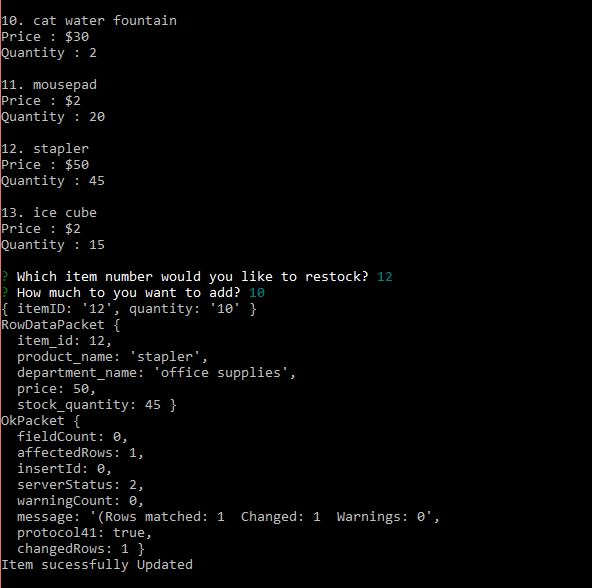 10. cat water fountain
Price : $30
Quantity : 2
11. mousepad
Price : $2
Quantity : 20
12. stapler
Price : $50
Quantity : 45
13. ice cube
Price : $2
Quantity : 15
? Which item number would you like to restock? 12
? How much to you want to add? 10
{ itemID: '12', quantity: '10' }
RowDataPacket {
  item_id: 12,
  product_name: 'stapler',
  department_name: 'office supplies',
  price: 50,
  stock_quantity: 45 }
OkPacket {
  fieldCount: 0,
  affectedRows: 1,
  insertId: 0,
  serverStatus: 2,
  warningCount: 0,
  message: '(Rows matched: 1  Changed: 1  Warnings: 0',
  protocol41: true,
  changedRows: 1 }
Item sucessfully Updated